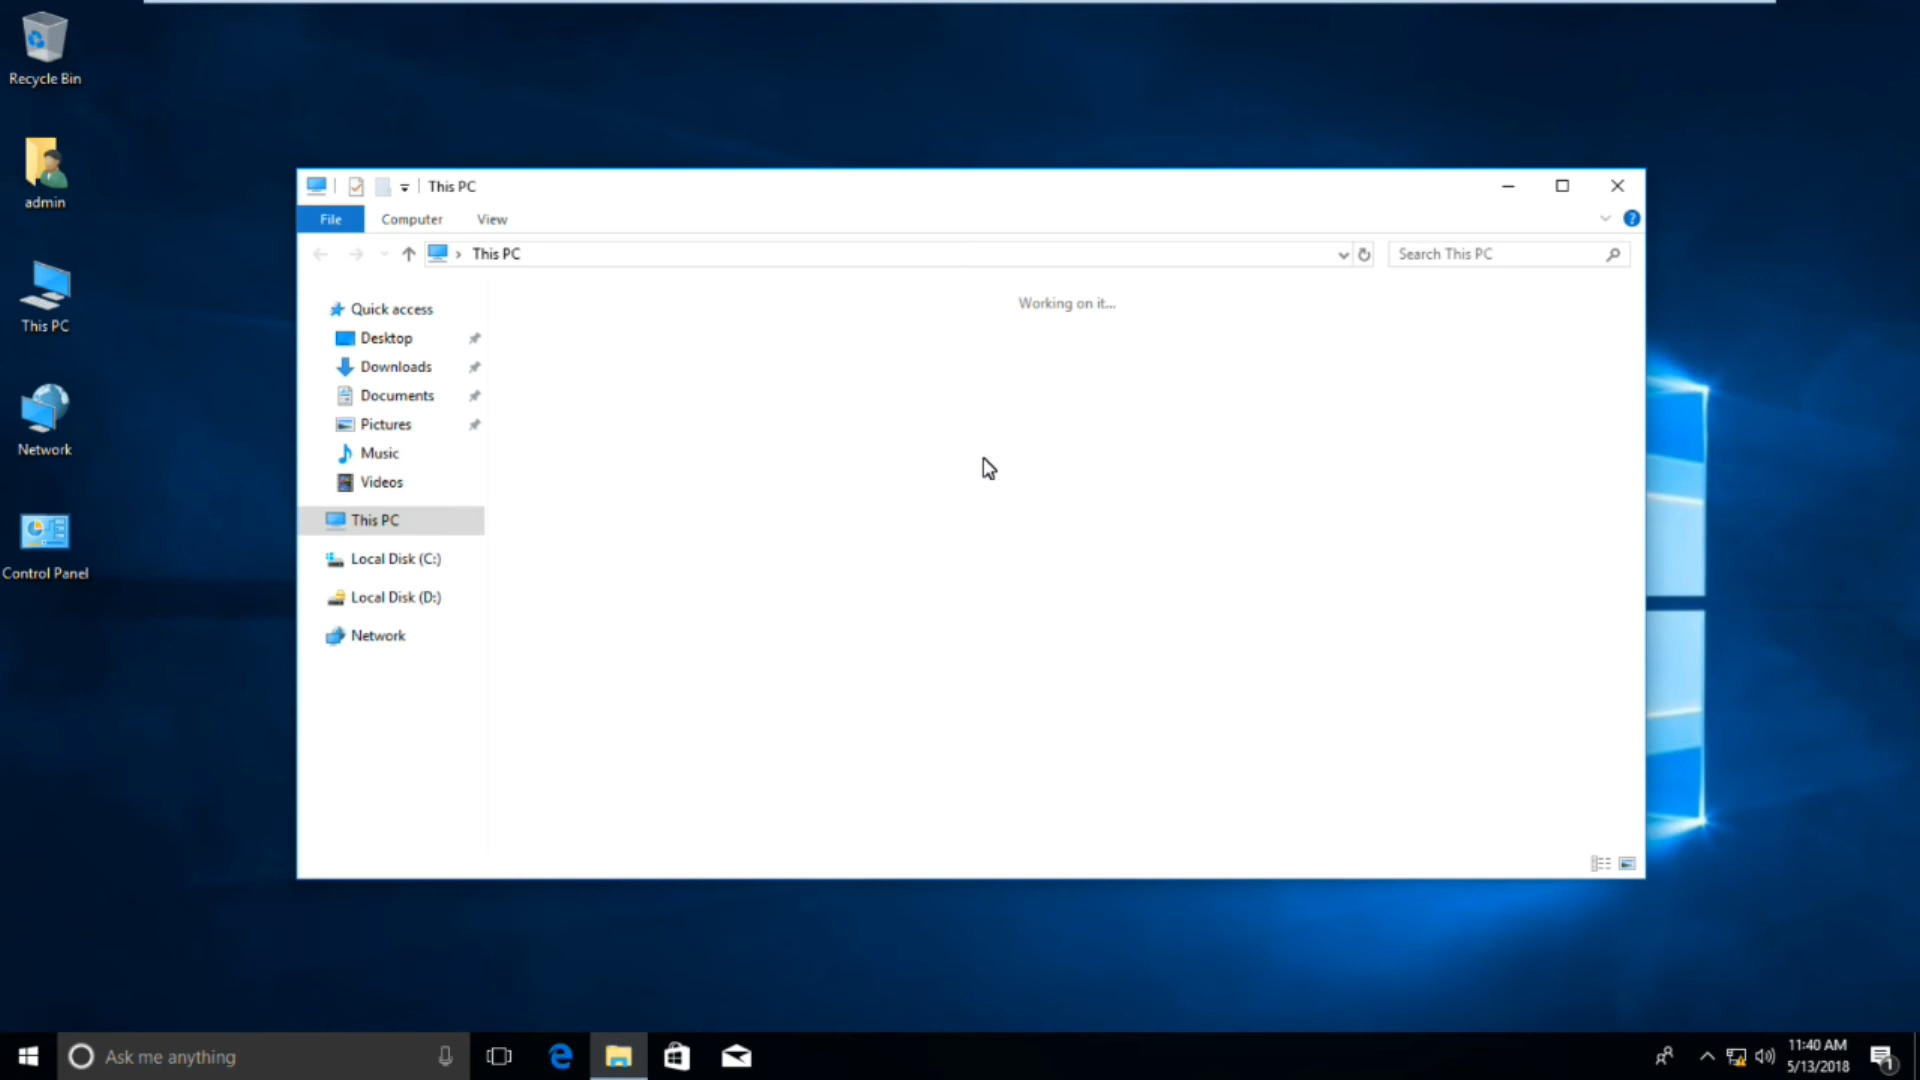 Recycle Bin
admin
This PC
Network
Control Panel
This PC
File Computer View
This PC
Search This PC
Quick access
Desktop
Downloads
Documents
Pictures
Music
Videos
This PC
Local Disk (C:)
Local Disk (D:)
Network
Working on it...
Ask me anything
11:40 AM
5/13/2018
1